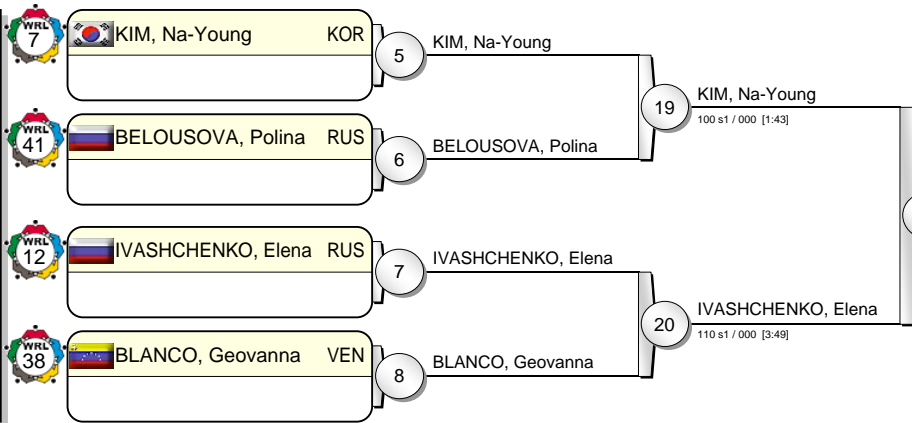 WRL
7
KIM, Na-Young KOR
5
KIM, Na-Young
19
KIM, Na-Young
100 s1 / 000 [1:43]
WRL
41
BELOUSOVA, Polina RUS
6
BELOUSOVA, Polina
WRL
12
IVASHCHENKO, Elena RUS
7
IVASHCHENKO, Elena
20
IVASHCHENKO, Elena
110 s1 / 000 [3:49]
WRL
38
BLANCO, Geovanna VEN
8
BLANCO, Geovanna